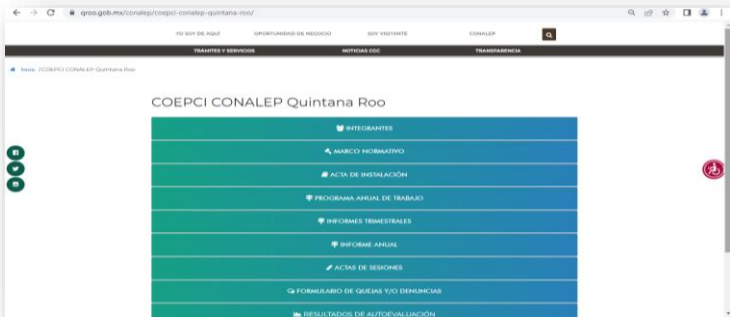 qroo.gob.mx/conalep/coepci-conalep-quintana-roo/
YO SOY DE AQUÍ OPORTUNIDAD DE NEGOCIO SOY VISITANTE CONALEP
TRÁMITES Y SERVICIOS NOTICIAS CGC TRANSPARENCIA
Inicio /COEPCI CONALEP Quintana Roo
COEPCI CONALEP Quintana Roo
INTEGRANTES
MARCO NORMATIVO
ACTA DE INSTALACIÓN
PROGRAMA ANUAL DE TRABAJO
INFORMES TRIMESTRALES
INFORME ANUAL
ACTAS DE SESIONES
FORMULARIO DE QUEJAS Y/O DENUNCIAS
RESULTADOS DE AUTOEVALUACIÓN